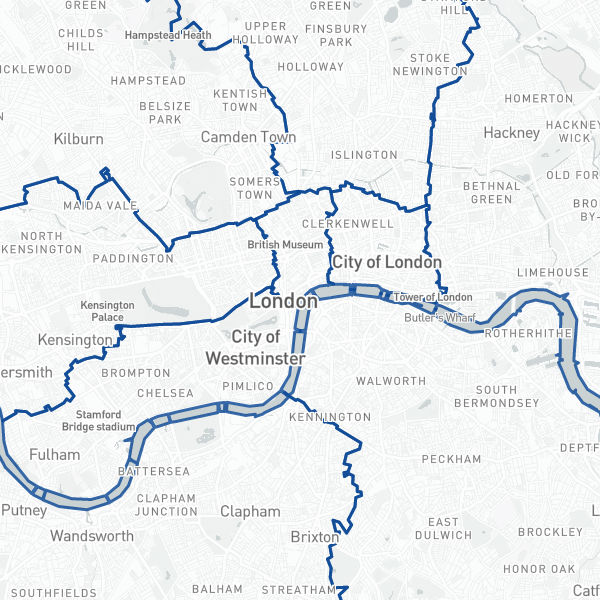 GREEN
STAMFORD
HILL
CHILDS
HILL
Hampstead Heath
UPPER
HOLLOWAY
FINSBURY
PARK
CRICKLEWOOD
HAMPSTEAD
HOLLOWAY
STOKE
NEWINGTON
KENTISH
TOWN
BELSIZE
PARK
HOMERTON
Kilburn
Camden Town
Hackney
HACKNEY
WICK
ISLINGTON
SOMERS
TOWN
BETHNAL
GREEN
OLD FOR
MAIDA VALE
BRO
BY-
NORTH
KENSINGTON
CLERKENWELL
British Museum
PADDINGTON
City of London
LIMEHOUSE
London
Tower of London
Kensington
Palace
Butler's Wharf
Kensington
City of
Westminster
ROTHERHITHE
ersmith
BROMPTON
PIMLICO
WALWORTH
CHELSEA
SOUTH
BERMONDSEY
Stamford
Bridge stadium
KENNINGTON
Fulham
DEPTF
BATTERSEA
PECKHAM
Putney
CLAPHAM
JUNCTION
Clapham
L
Wandsworth
Brixton
EAST
DULWICH
BROCKLEY
HONOR OAK
SOUTHFIELDS
BALHAM
STREATHAM
Catf